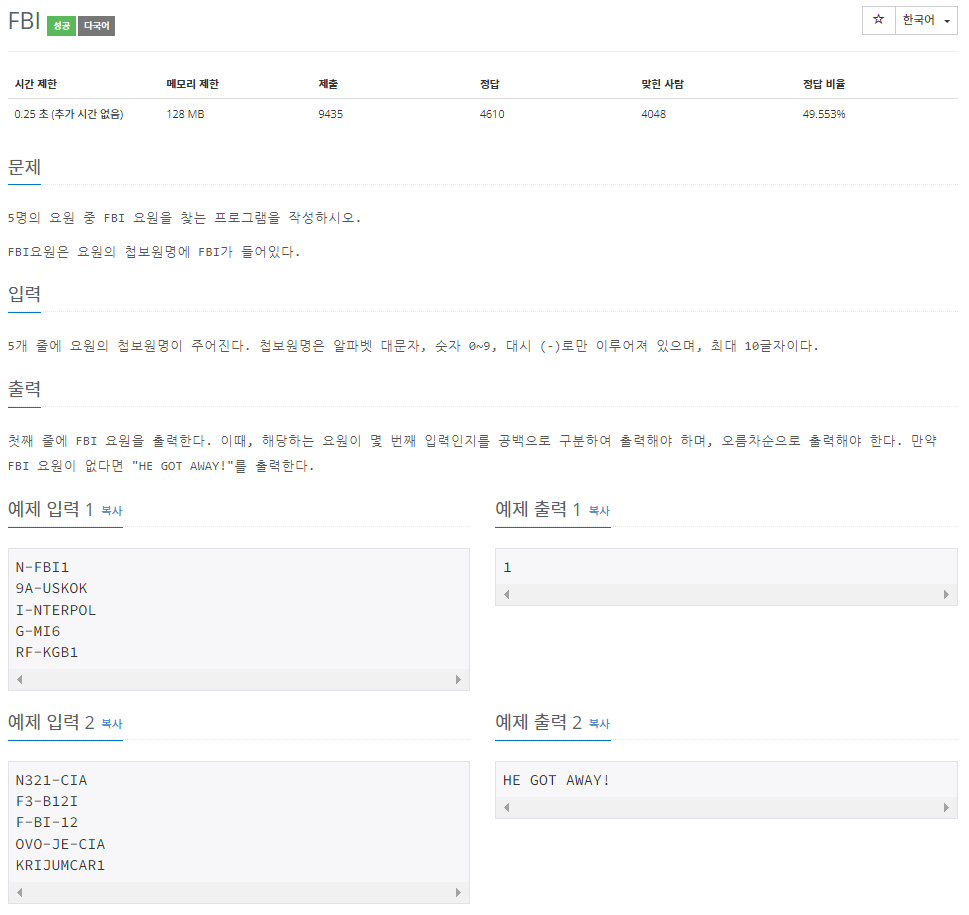 FBI 성공 다국어 ☆ 한국어
시간 제한 메모리 제한 제출 정답 맞힌 사람 정답 비율
0.25 초 (추가 시간 없음) 128 MB 9435 4610 4048 49.553%
문제
5명의 요원 중 FBI 요원을 찾는 프로그램을 작성하시오.
FBI요원은 요원의 첩보원명에 FBI가 들어있다.
입력
5개 줄에 요원의 첩보원명이 주어진다. 첩보원명은 알파벳 대문자, 숫자 0~9, 대시 (-)로만 이루어져 있으며, 최대 10글자이다.
출력
첫째 줄에 FBI 요원을 출력한다. 이때, 해당하는 요원이 몇 번째 입력인지를 공백으로 구분하여 출력해야 하며, 오름차순으로 출력해야 한다. 만약
FBI 요원이 없다면 "HE GOT AWAY!"를 출력한다.
예제 입력 1 복사
N-FBI1
9A-USKOK
I-NTERPOL
G-MI6
RF-KGB1
예제 출력 1 복사
1
예제 입력 2 복사
N321-CIA
F3-B12I
F-BI-12
OVO-JE-CIA
KRIJUMCAR1
예제 출력 2 복사
HE GOT AWAY!